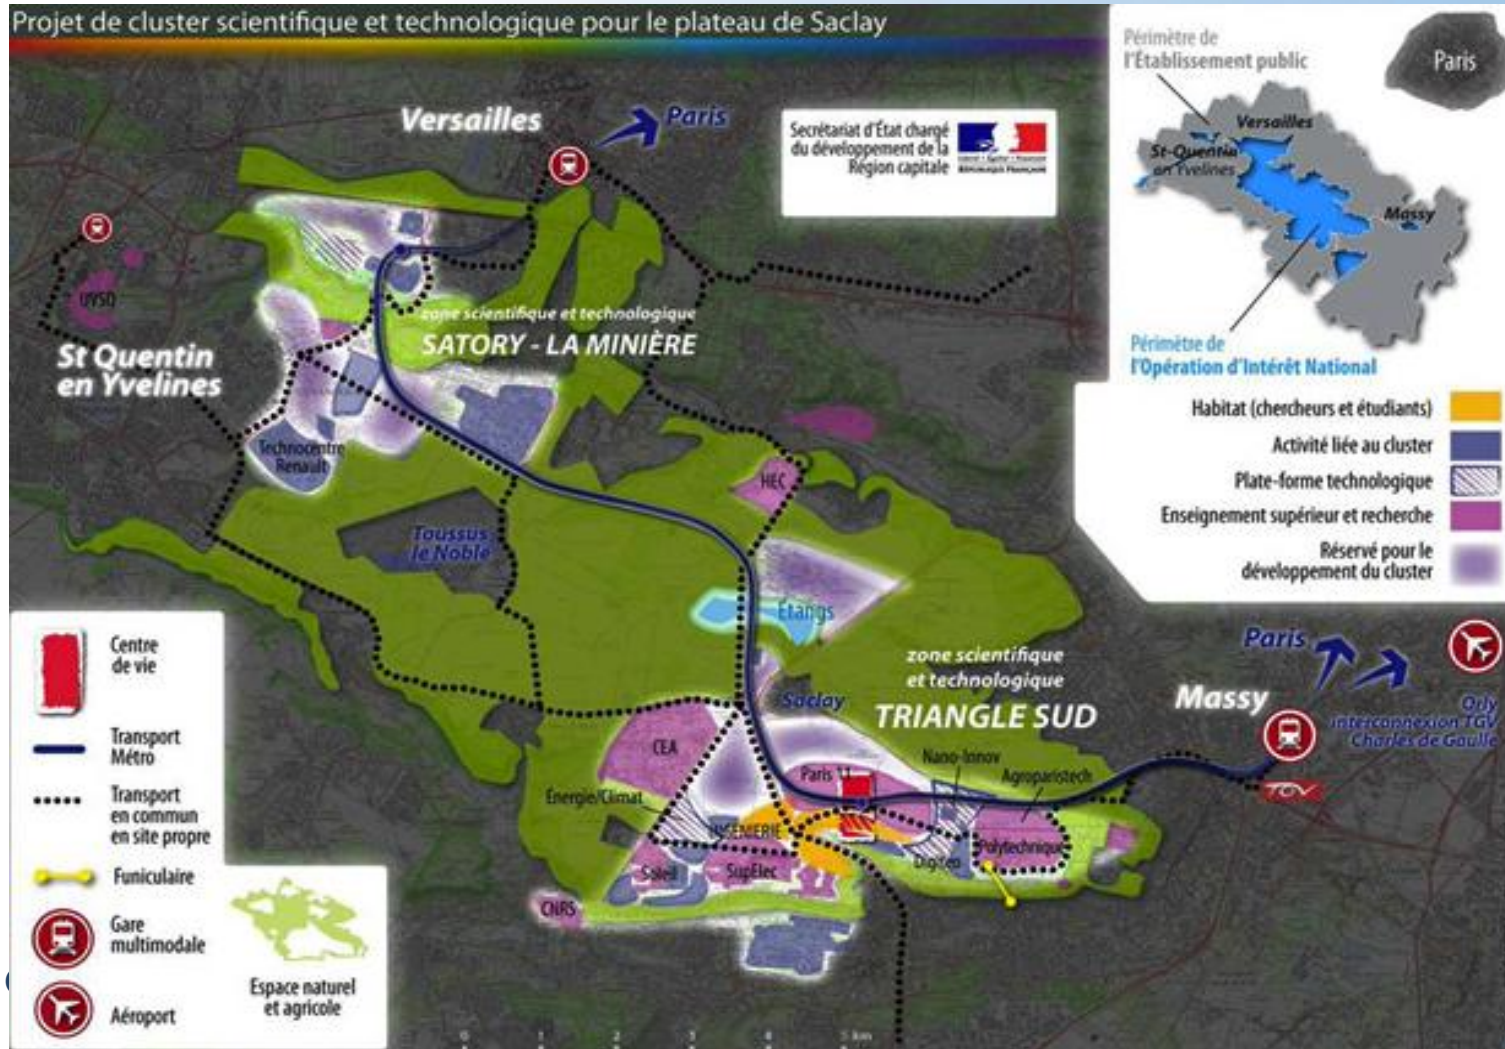 Projet de cluster scientifique et technologique pour le plateau de Saclay
Périmètre de
l'Établissement public
Paris
Versailles
St-Quentin
en Yvelines
Massy
Périmètre de
l'Opération d'Intérêt National
Secrétariat d'État chargé
du développement de la
Région capitale
Liberté • Égalité • Fraternité
RÉPUBLIQUE FRANÇAISE
Versailles
Paris
UVSQ
St Quentin
en Yvelines
zone scientifique et technologique
SATORY - LA MINIÈRE
Technocentre
Renault
HEC
Toussus
le Noble
Étangs
Habitat (chercheurs et étudiants)
Activité liée au cluster
Plate-forme technologique
Enseignement supérieur et recherche
Réservé pour le
développement du cluster
zone scientifique
et technologique
TRIANGLE SUD
Saclay
Paris
Massy
Orly
interconnexion TGV
Charles de Gaulle
TGV
CEA
Paris 11
Nano-Innov
Agroparistech
Énergie/Climat
INGÉNIERIE
Digiteo
Polytechnique
Soleil
SupElec
CNRS
Centre
de vie
Transport
Métro
Transport
en commun
en site propre
Funiculaire
Gare
multimodale
Aéroport
Espace naturel
et agricole
0 1 2 3 4 5 km